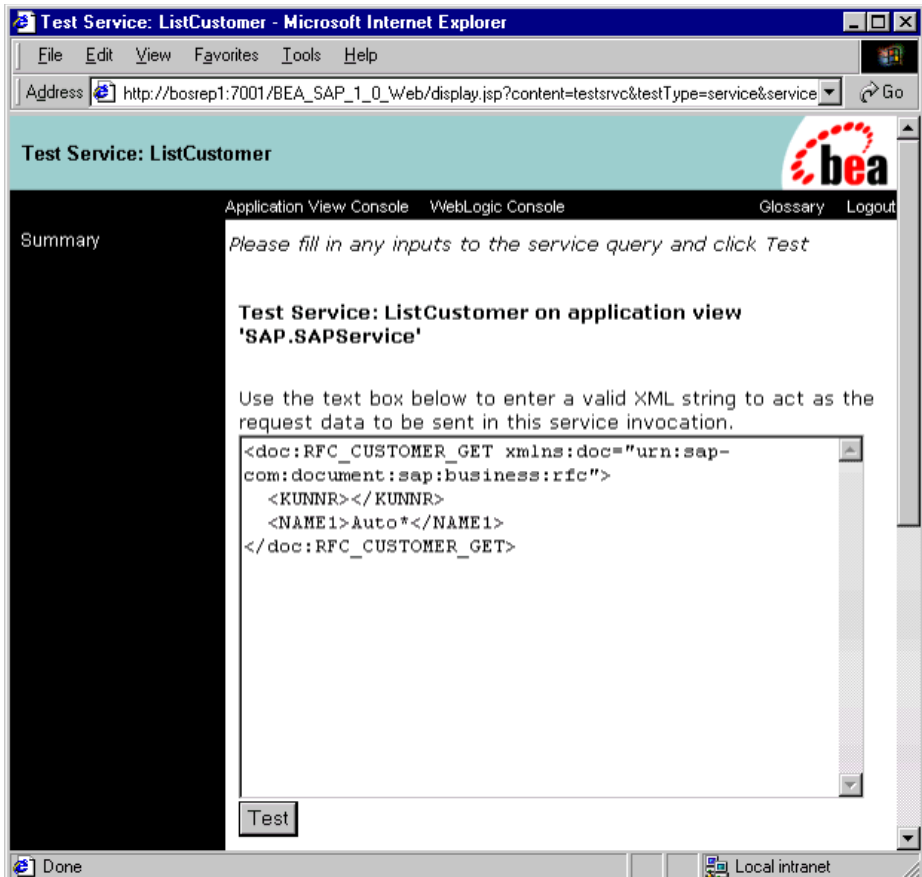 Test Service: ListCustomer - Microsoft Internet Explorer
File Edit View Favorites Tools Help
Address http://bosrep1:7001/BEA_SAP_1_0_Web/display.jsp?content=testsrvc&testType=service&service Go
Test Service: ListCustomer
bea
Application View Console WebLogic Console Glossary Logout
Summary
Please fill in any inputs to the service query and click Test
Test Service: ListCustomer on application view
'SAP.SAPService'
Use the text box below to enter a valid XML string to act as the
request data to be sent in this service invocation.
<doc:RFC_CUSTOMER_GET xmlns:doc="urn:sap-
com:document:sap:business:rfc">
<KUNNR></KUNNR>
<NAME1>Auto*</NAME1>
</doc:RFC_CUSTOMER_GET>
Test
Done Local intranet